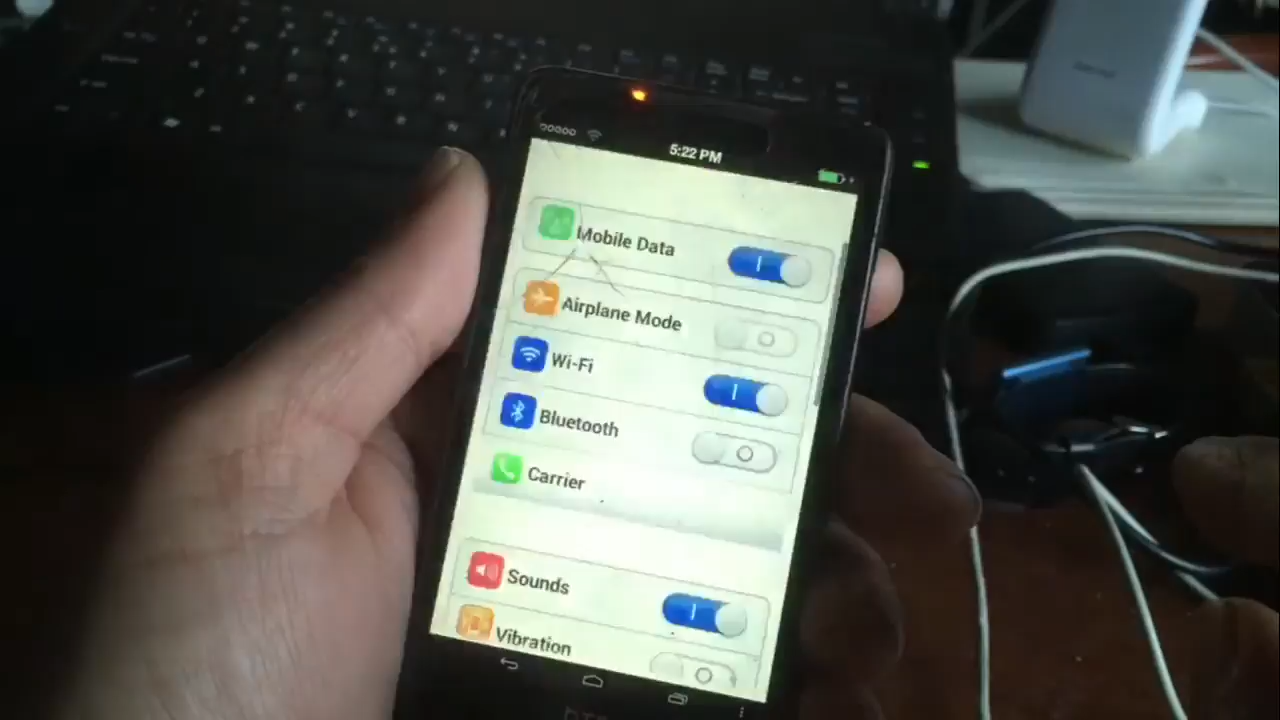 5:22 PM
Mobile Data
Airplane Mode
Wi-Fi
Bluetooth
Carrier
Sounds
Vibration